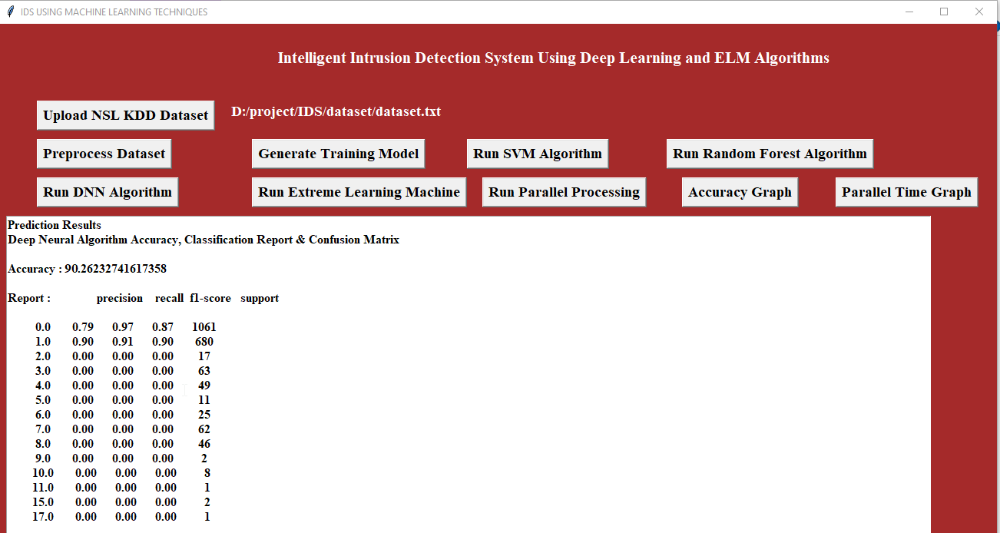 IDS USING MACHINE LEARNING TECHNIQUES
Intelligent Intrusion Detection System Using Deep Learning and ELM Algorithms
Upload NSL KDD Dataset D:/project/IDS/dataset/dataset.txt
Preprocess Dataset Generate Training Model Run SVM Algorithm Run Random Forest Algorithm
Run DNN Algorithm Run Extreme Learning Machine Run Parallel Processing Accuracy Graph Parallel Time Graph
Prediction Results
Deep Neural Algorithm Accuracy, Classification Report & Confusion Matrix
Accuracy : 90.26232741617358
Report : precision recall f1-score support
0.0 0.79 0.97 0.87 1061
1.0 0.90 0.91 0.90 680
2.0 0.00 0.00 0.00 17
3.0 0.00 0.00 0.00 63
4.0 0.00 0.00 0.00 49
5.0 0.00 0.00 0.00 11
6.0 0.00 0.00 0.00 25
7.0 0.00 0.00 0.00 62
8.0 0.00 0.00 0.00 46
9.0 0.00 0.00 0.00 2
10.0 0.00 0.00 0.00 8
11.0 0.00 0.00 0.00 1
15.0 0.00 0.00 0.00 2
17.0 0.00 0.00 0.00 1